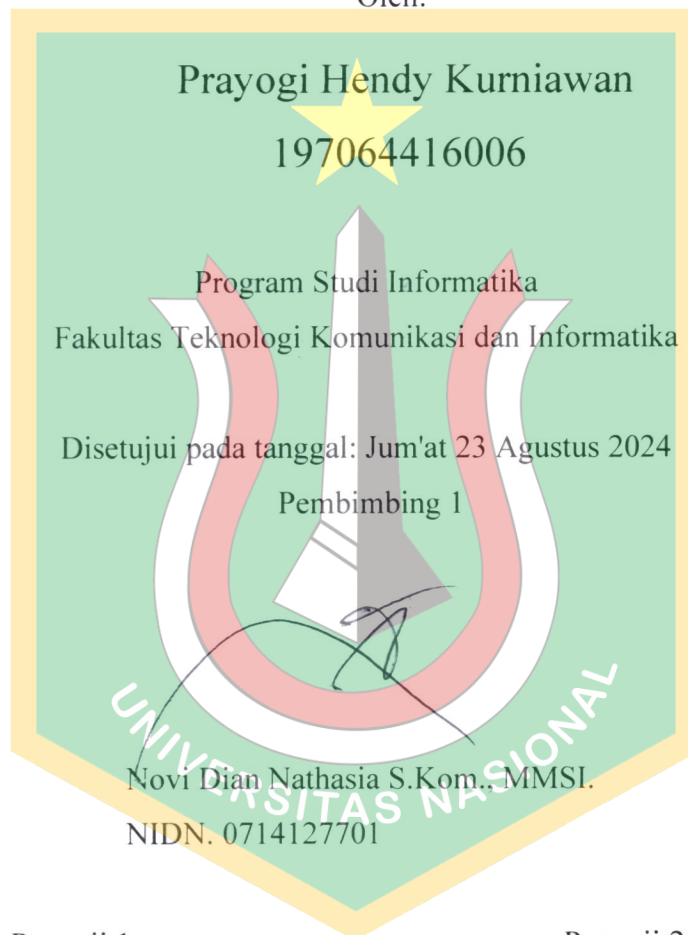 Oleh:
Prayogi Hendy Kurniawan
197064416006
Program Studi Informatika
Fakultas Teknologi Komunikasi dan Informatika
Disetujui pada tanggal: Jum'at 23 Agustus 2024
Pembimbing 1
UNIVERSITAS NASIONAL
Novi Dian Nathasia S.Kom., MMSI.
NIDN. 0714127701